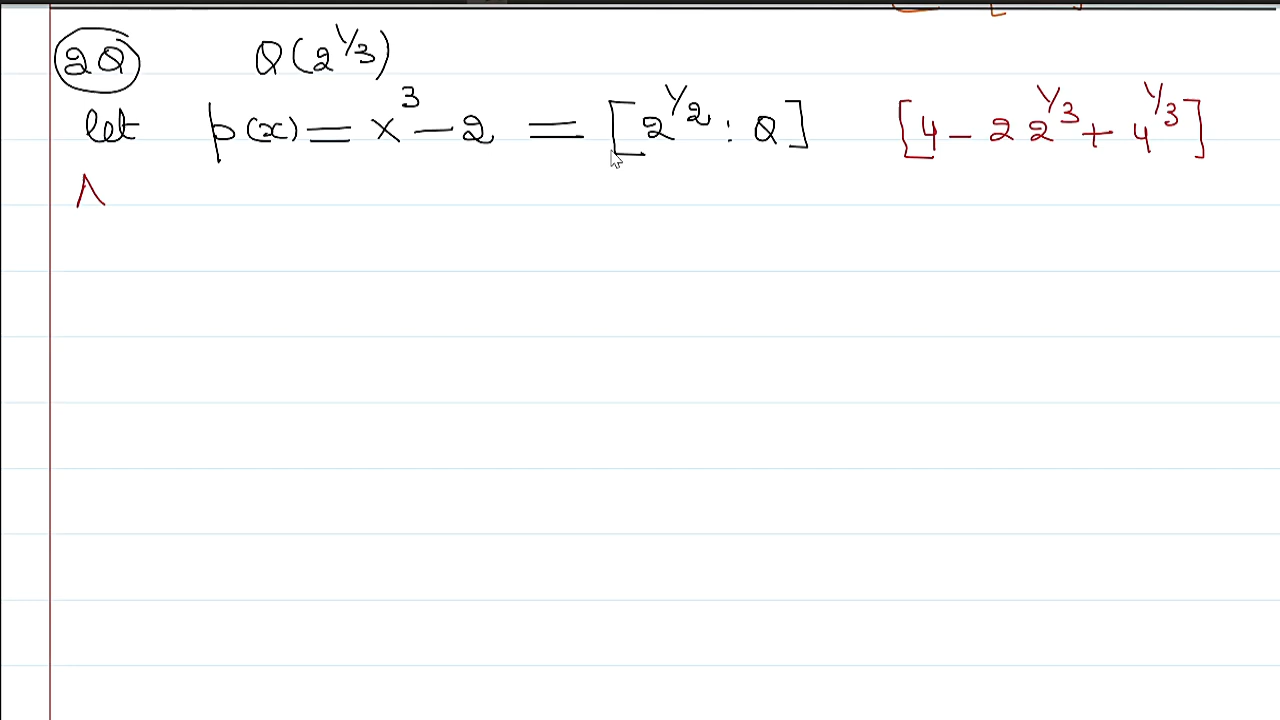 2Q Q(2^{1/3})
let p(x) = x^3 - 2 = [2^{1/2} : Q] [4 - 2 2^{1/3} + 4^{1/3}]